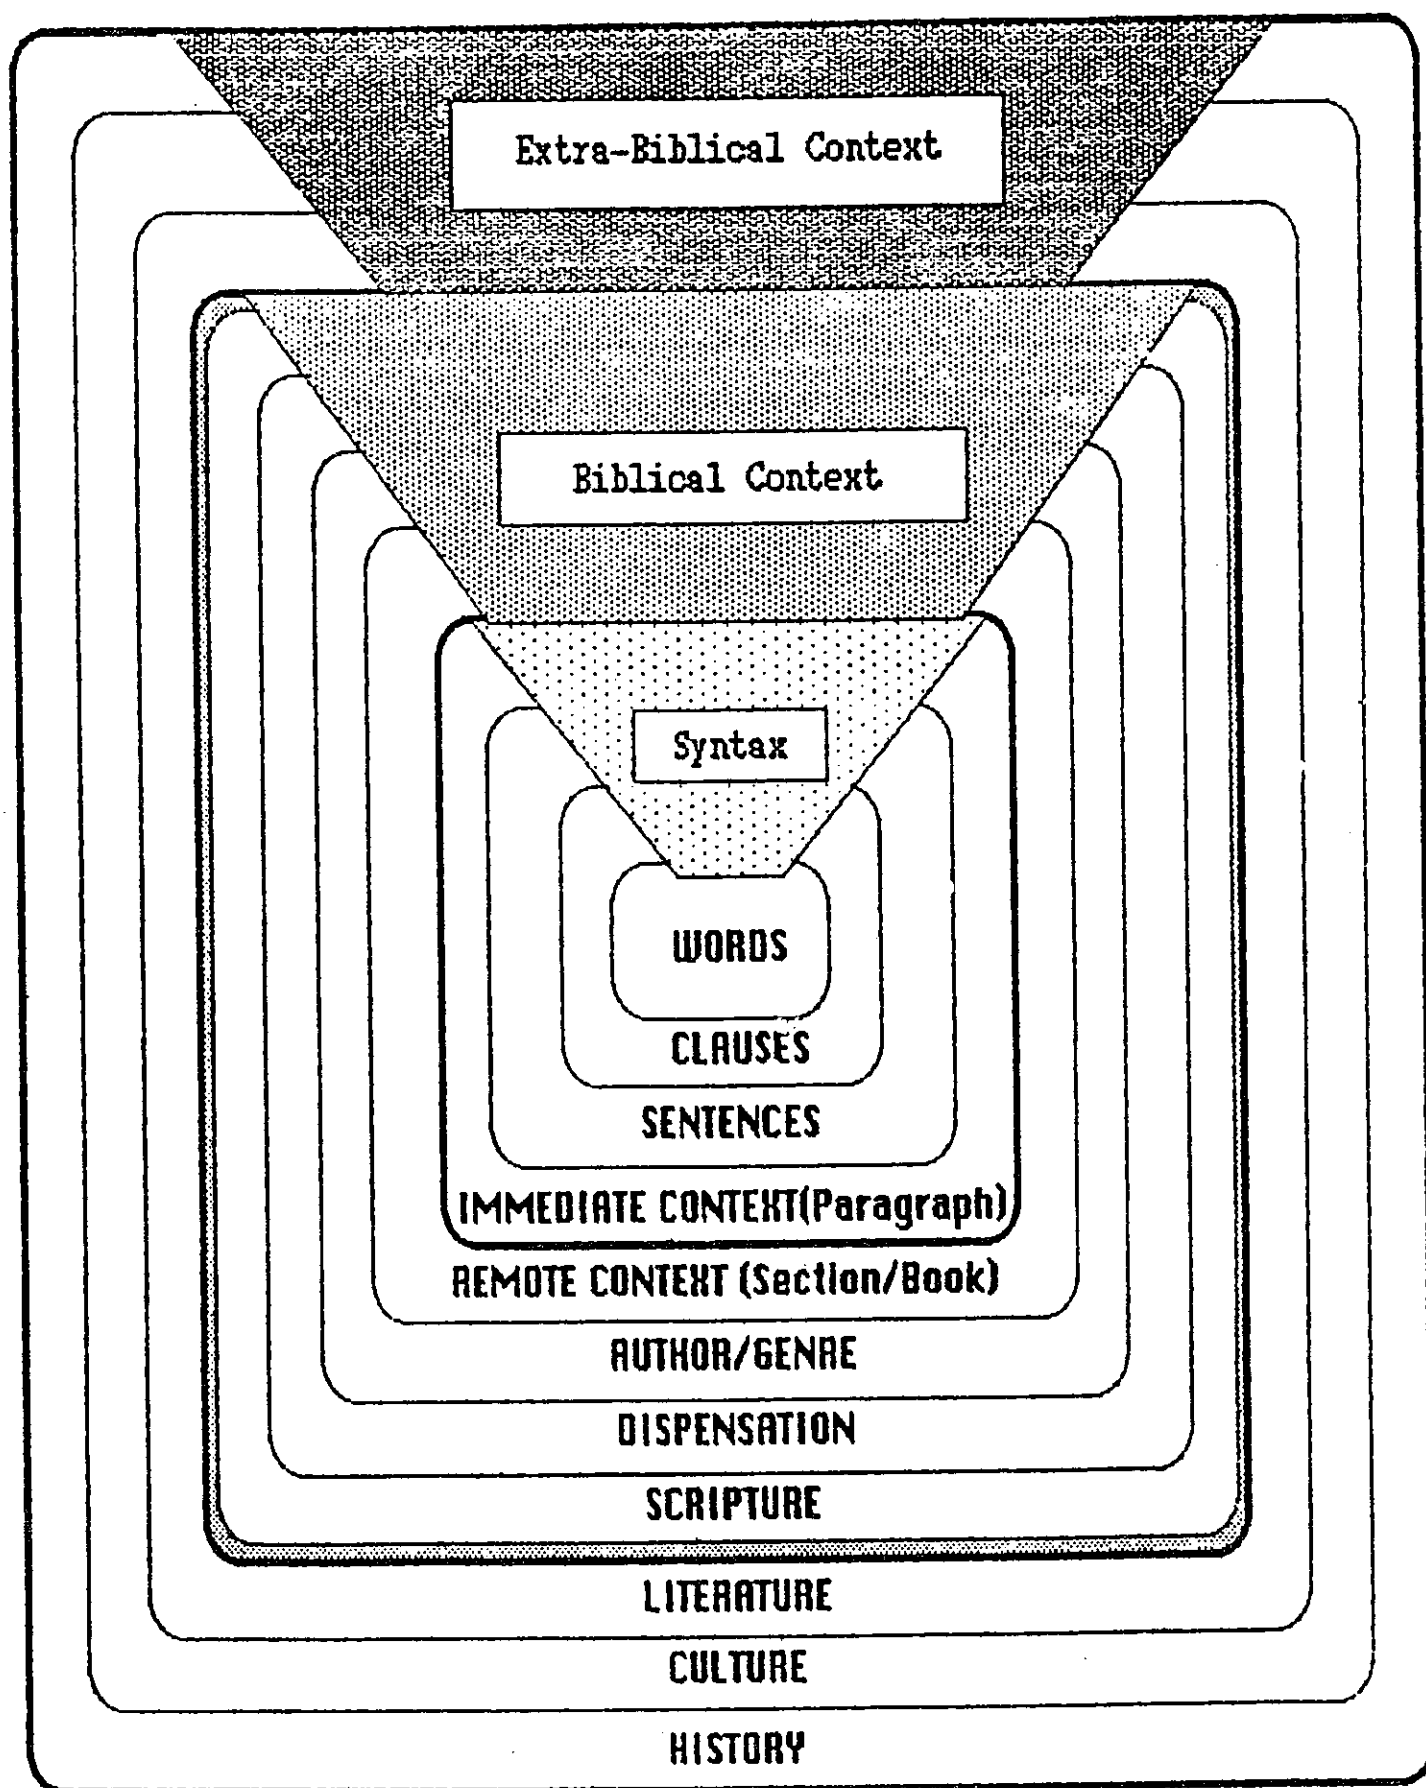 Extra-Biblical Context
Biblical Context
Syntax
WORDS
CLAUSES
SENTENCES
IMMEDIATE CONTEXT(Paragraph)
REMOTE CONTEXT (Section/Book)
AUTHOR/GENRE
DISPENSATION
SCRIPTURE
LITERATURE
CULTURE
HISTORY